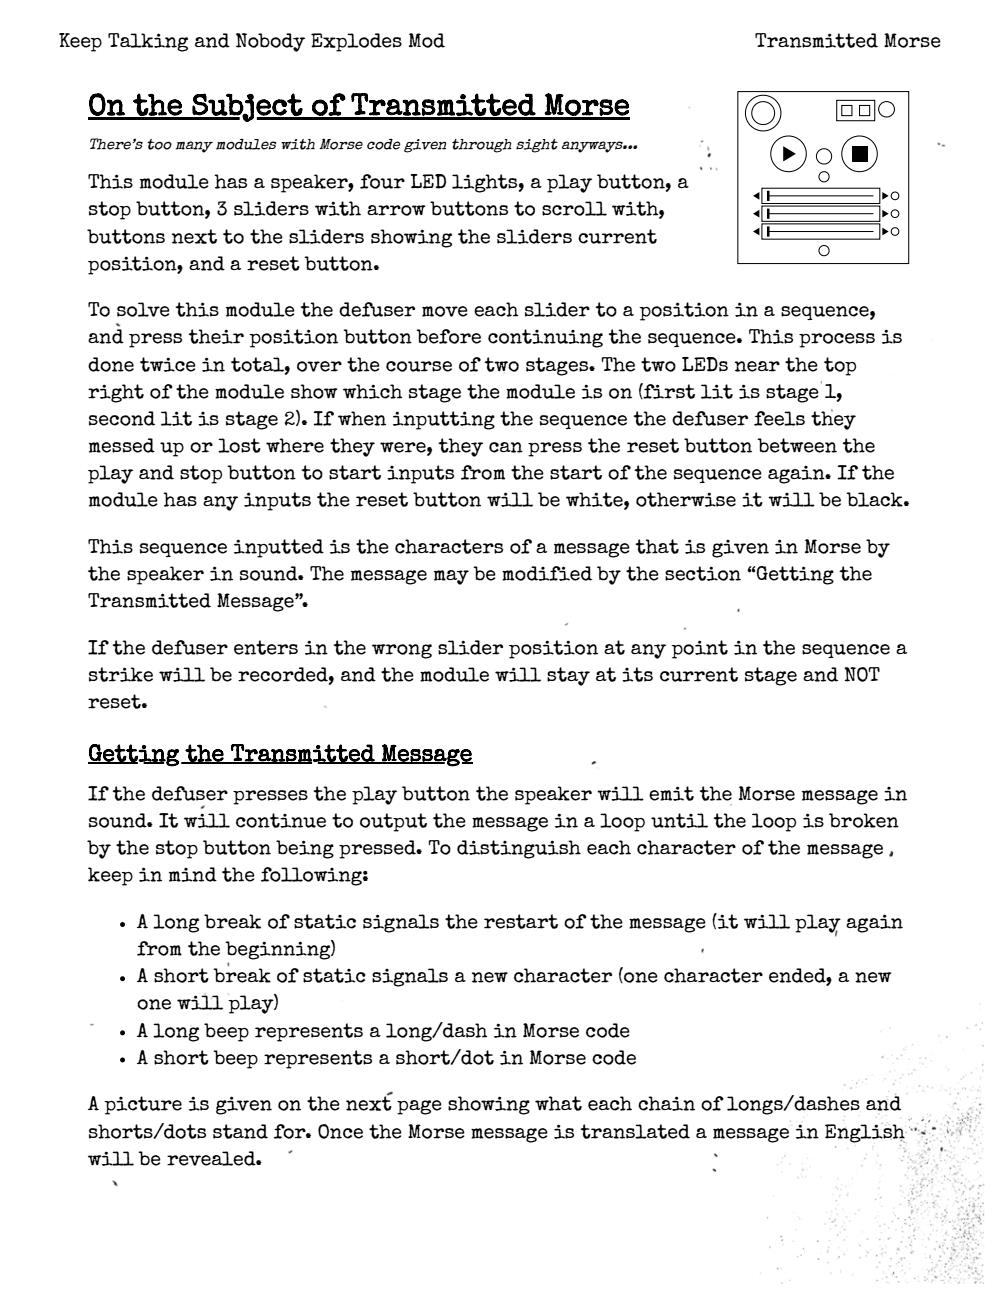 Keep Talking and Nobody Explodes Mod
Transmitted Morse
On the Subject of Transmitted Morse
There's too many modules with Morse code given through sight anyways...
This module has a speaker, four LED lights, a play button, a
stop button, 3 sliders with arrow buttons to scroll with,
buttons next to the sliders showing the sliders current
position, and a reset button.
To solve this module the defuser move each slider to a position in a sequence,
and press their position button before continuing the sequence. This process is
done twice in total, over the course of two stages. The two LEDs near the top
right of the module show which stage the module is on (first lit is stage 1,
second lit is stage 2). If when inputting the sequence the defuser feels they
messed up or lost where they were, they can press the reset button between the
play and stop button to start inputs from the start of the sequence again. If the
module has any inputs the reset button will be white, otherwise it will be black.
This sequence inputted is the characters of a message that is given in Morse by
the speaker in sound. The message may be modified by the section “Getting the
Transmitted Message”.
If the defuser enters in the wrong slider position at any point in the sequence a
strike will be recorded, and the module will stay at its current stage and NOT
reset.
Getting the Transmitted Message
If the defuser presses the play button the speaker will emit the Morse message in
sound. It will continue to output the message in a loop until the loop is broken
by the stop button being pressed. To distinguish each character of the message,
keep in mind the following:
• A long break of static signals the restart of the message (it will play again
from the beginning)
• A short break of static signals a new character (one character ended, a new
one will play)
• A long beep represents a long/dash in Morse code
• A short beep represents a short/dot in Morse code
A picture is given on the next page showing what each chain of longs/dashes and
shorts/dots stand for. Once the Morse message is translated a message in English
will be revealed.